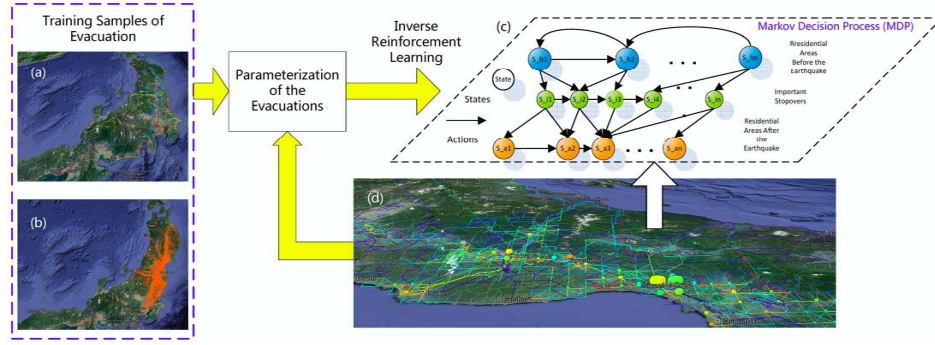 Training Samples of
Evacuation
(a)
(b)
Parameterization
of the
Evacuations
Inverse
Reinforcement
Learning
(c)
Markov Decision Process (MDP)
State
States
Actions
S_b1
S_b2
S_bn
S_i1
S_i2
S_i3
S_i4
S_in
S_a1
S_a2
S_a3
S_an
Rresidential
Areas
Before the
Earthquake
Important
Stopovers
Residential
Areas After
the
Earthquake
(d)